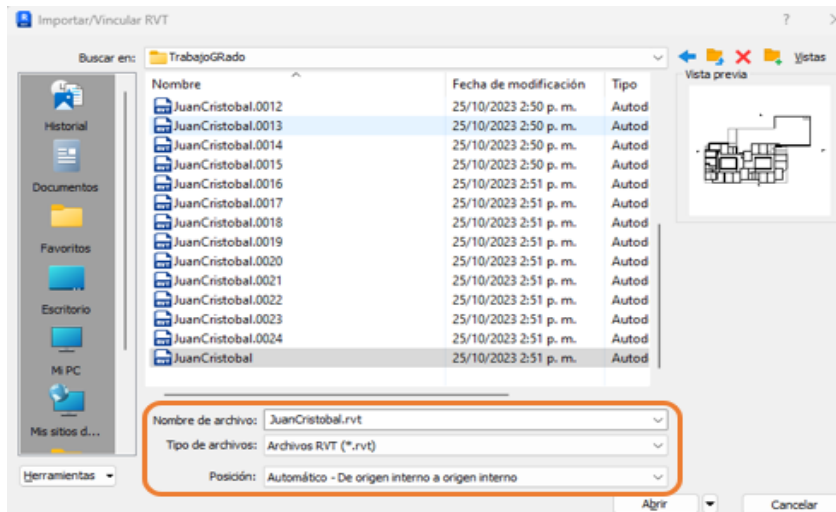 Importar/Vincular RVT
Buscar en: TrabajoGRado Vistas
Nombre Fecha de modificación Tipo Vista previa
JuanCristobal.0012 25/10/2023 2:50 p. m. Autod
JuanCristobal.0013 25/10/2023 2:50 p. m. Autod
JuanCristobal.0014 25/10/2023 2:50 p. m. Autod
JuanCristobal.0015 25/10/2023 2:50 p. m. Autod
JuanCristobal.0016 25/10/2023 2:51 p. m. Autod
JuanCristobal.0017 25/10/2023 2:51 p. m. Autod
JuanCristobal.0018 25/10/2023 2:51 p. m. Autod
JuanCristobal.0019 25/10/2023 2:51 p. m. Autod
JuanCristobal.0020 25/10/2023 2:51 p. m. Autod
JuanCristobal.0021 25/10/2023 2:51 p. m. Autod
JuanCristobal.0022 25/10/2023 2:51 p. m. Autod
JuanCristobal.0023 25/10/2023 2:51 p. m. Autod
JuanCristobal.0024 25/10/2023 2:51 p. m. Autod
JuanCristobal 25/10/2023 2:51 p. m. Autod
Historial
Documentos
Favoritos
Escritorio
Mi PC
Mis sitios d...
Herramientas
Nombre de archivo: JuanCristobal.rvt
Tipo de archivos: Archivos RVT (*.rvt)
Posición: Automático - De origen interno a origen interno
Abrir Cancelar